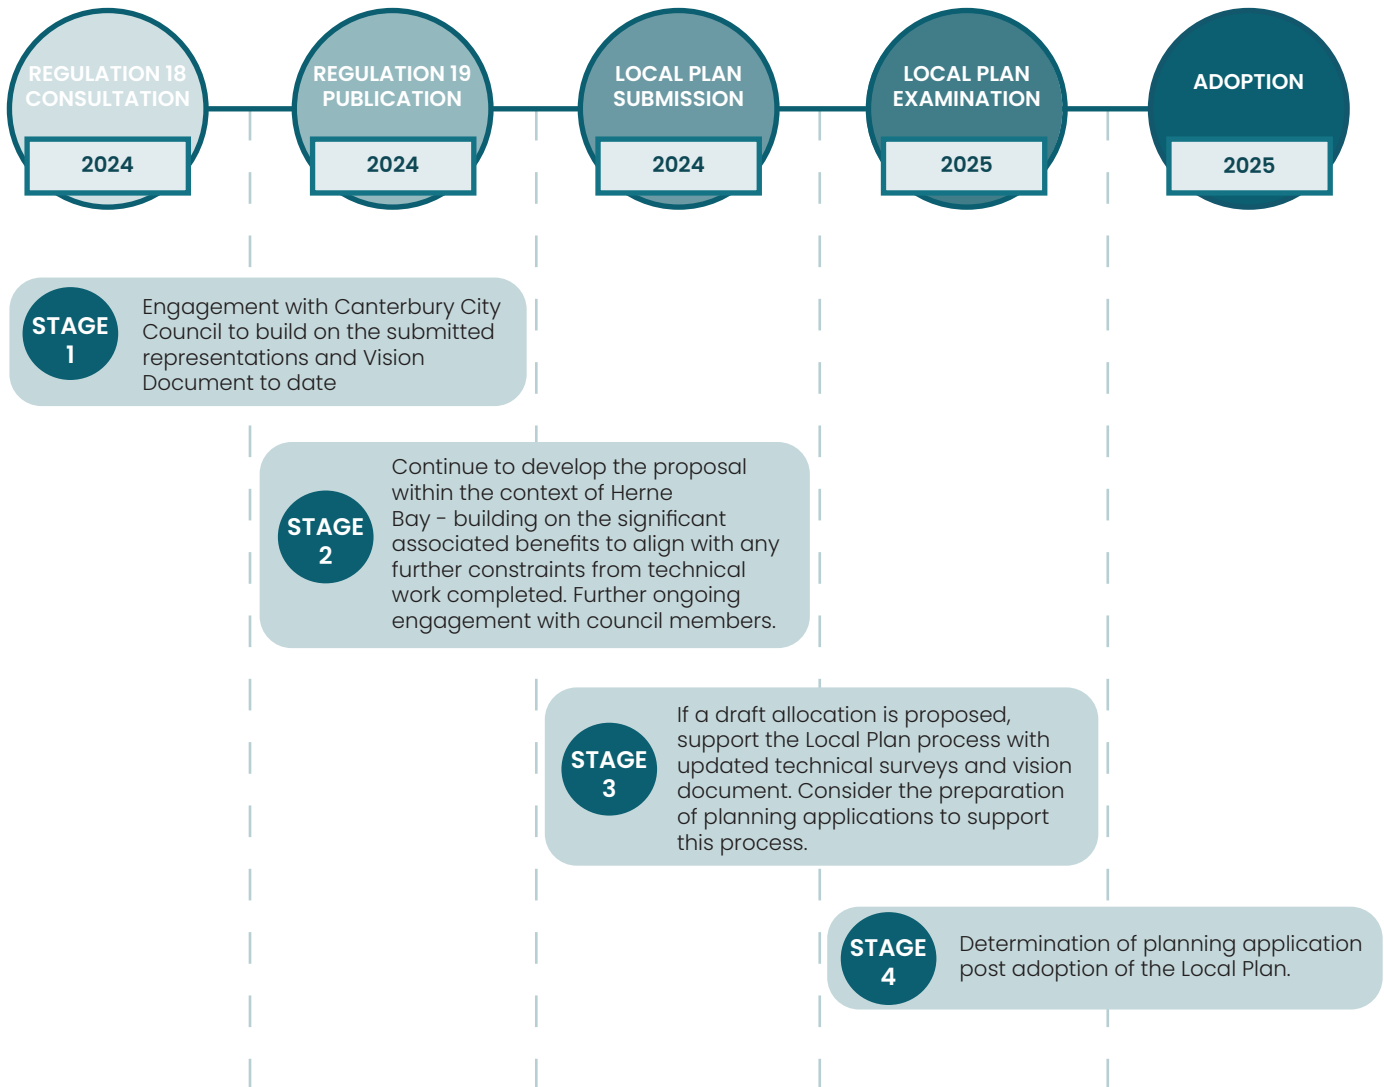 REGULATION 18
CONSULTATION
2024
REGULATION 19
PUBLICATION
2024
LOCAL PLAN
SUBMISSION
2024
LOCAL PLAN
EXAMINATION
2025
ADOPTION
2025
STAGE
1
Engagement with Canterbury City
Council to build on the submitted
representations and Vision
Document to date
STAGE
2
Continue to develop the proposal
within the context of Herne
Bay - building on the significant
associated benefits to align with any
further constraints from technical
work completed. Further ongoing
engagement with council members.
STAGE
3
If a draft allocation is proposed,
support the Local Plan process with
updated technical surveys and vision
document. Consider the preparation
of planning applications to support
this process.
STAGE
4
Determination of planning application
post adoption of the Local Plan.